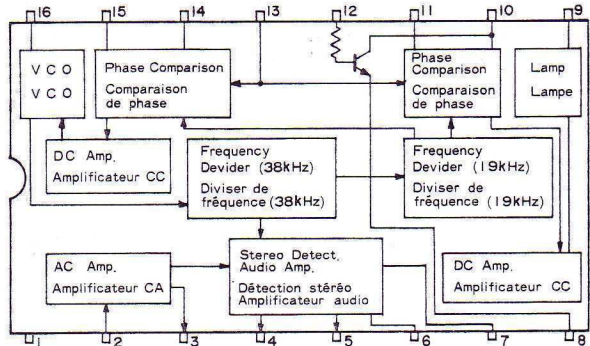 16 15 14 13 12 11 10 9
V C O
V C O
Phase Comparison
Comparaison
de phase
Phase
Comparison
Comparaison
de phase
Lamp
Lampe
DC Amp.
Amplificateur CC
Frequency
Devider (38kHz)
Diviser de
fréquence (38kHz)
Frequency
Devider (19kHz)
Diviser de
fréquence (19kHz)
AC Amp.
Amplificateur CA
Stereo Detect.
Audio Amp.
Détection stéréo
Amplificateur audio
DC Amp.
Amplificateur CC
1 2 3 4 5 6 7 8